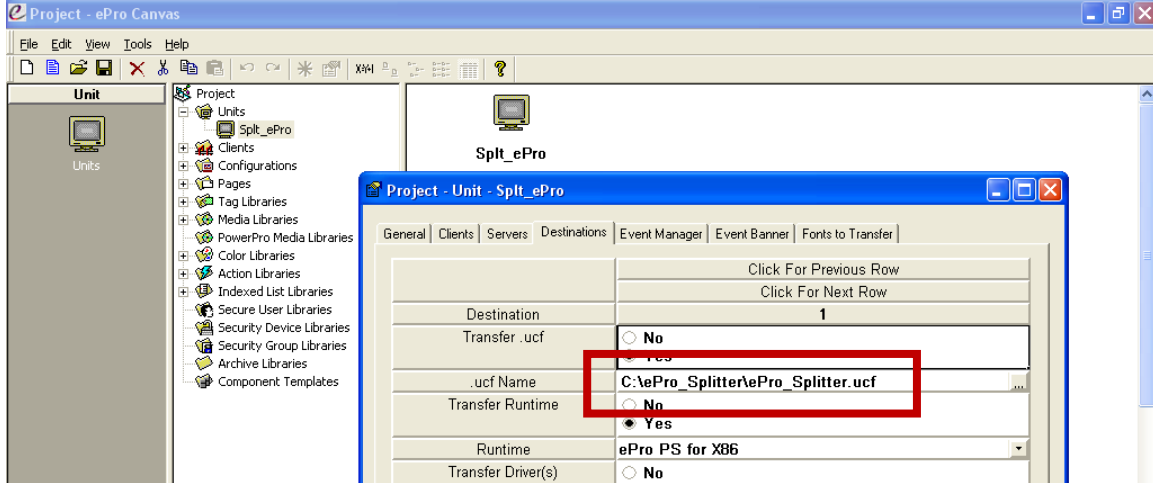 Project - ePro Canvas
File Edit View Tools Help
Unit
Units
Project
Units
Splt_ePro
Clients
Configurations
Pages
Tag Libraries
Media Libraries
PowerPro Media Libraries
Color Libraries
Action Libraries
Indexed List Libraries
Secure User Libraries
Security Device Libraries
Security Group Libraries
Archive Libraries
Component Templates
Splt_ePro
Project - Unit - Splt_ePro
General Clients Servers Destinations Event Manager Event Banner Fonts to Transfer
Click For Previous Row
Click For Next Row
Destination 1
Transfer .ucf No
Yes
.ucf Name C:\ePro_Splitter\ePro_Splitter.ucf ...
Transfer Runtime No
Yes
Runtime ePro PS for X86
Transfer Driver(s) No